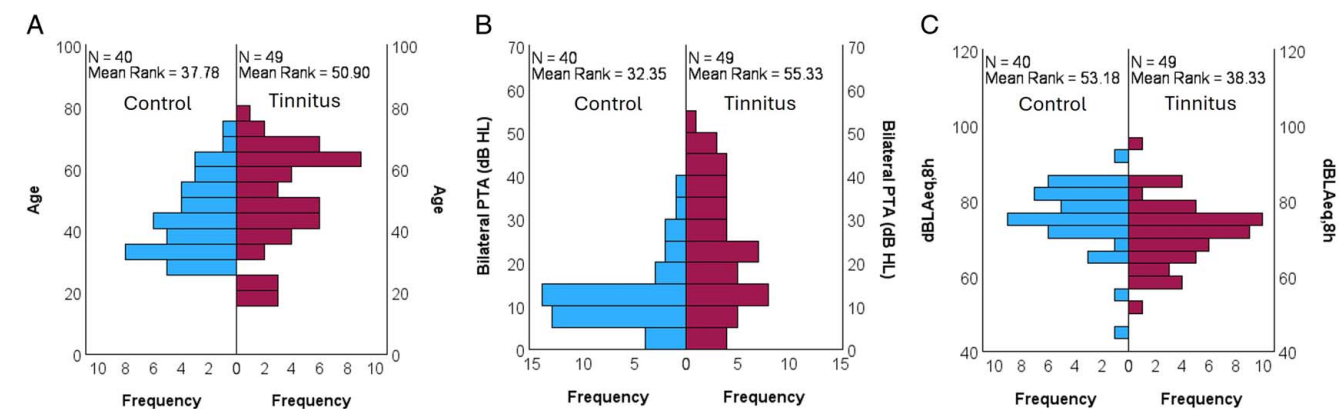 A
N = 40
Mean Rank = 37.78
Control
N = 49
Mean Rank = 50.90
Tinnitus
100
80
60
40
20
0
100
80
60
40
20
0
Age
Age
10 8 6 4 2 0 2 4 6 8 10
Frequency Frequency
B
N = 40
Mean Rank = 32.35
Control
N = 49
Mean Rank = 55.33
Tinnitus
70
60
50
40
30
20
10
0
70
60
50
40
30
20
10
0
Bilateral PTA (dB HL)
Bilateral PTA (dB HL)
15 10 5 0 5 10 15
Frequency Frequency
C
N = 40
Mean Rank = 53.18
Control
N = 49
Mean Rank = 38.33
Tinnitus
120
100
80
60
40
120
100
80
60
40
dBLAeq,8h
dBLAeq,8h
10 8 6 4 2 0 2 4 6 8 10
Frequency Frequency